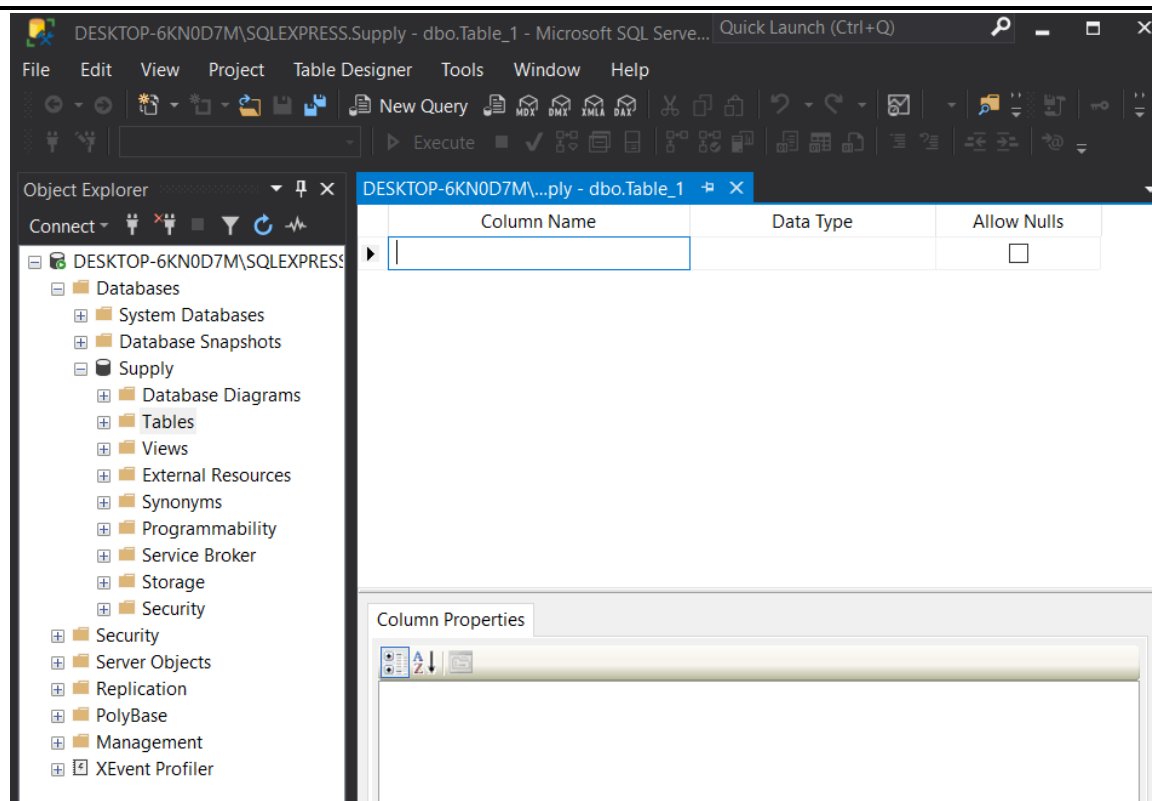 DESKTOP-6KN0D7M\SQLEXPRESS.Supply - dbo.Table_1 - Microsoft SQL Serve... Quick Launch (Ctrl+Q)
File Edit View Project Table Designer Tools Window Help
New Query MDX DMX XMLA DAX
Execute
Object Explorer
DESKTOP-6KN0D7M\...ply - dbo.Table_1
Connect
Column Name Data Type Allow Nulls
DESKTOP-6KN0D7M\SQLEXPRESS
Databases
System Databases
Database Snapshots
Supply
Database Diagrams
Tables
Views
External Resources
Synonyms
Programmability
Service Broker
Storage
Security
Security
Server Objects
Replication
PolyBase
Management
XEvent Profiler
Column Properties